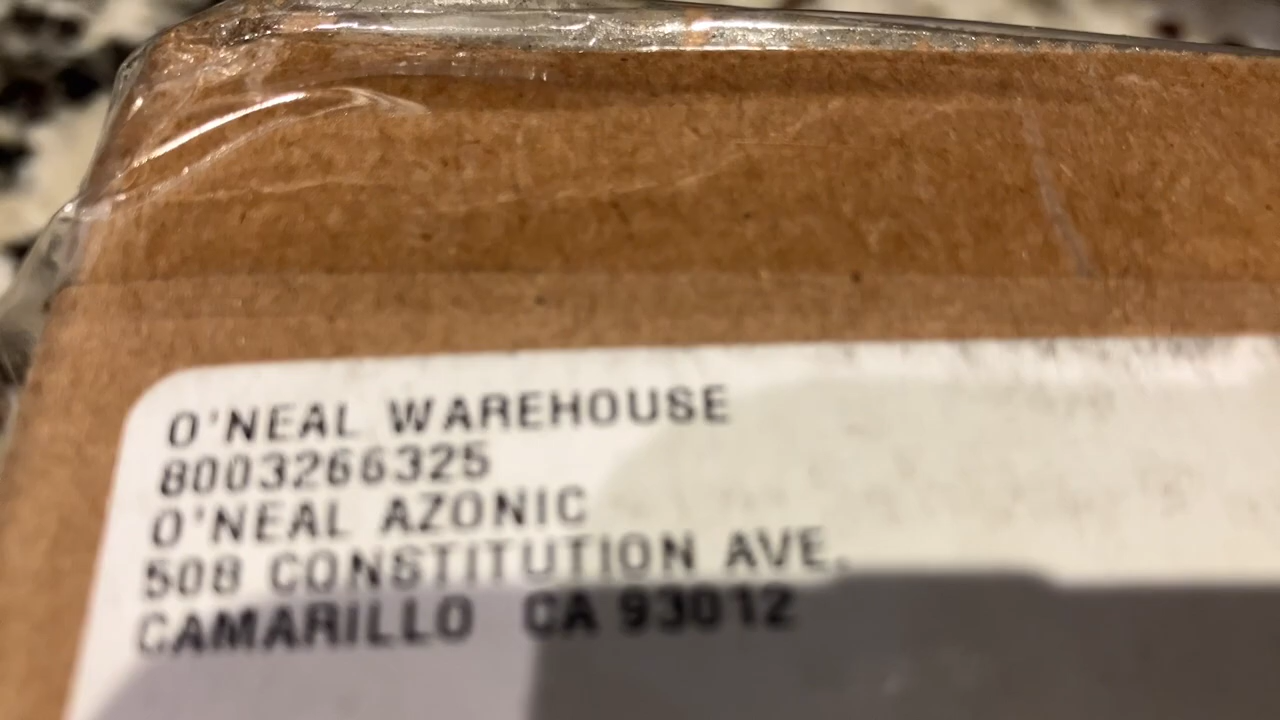 O'NEAL WAREHOUSE
8003266325
O'NEAL AZONIC
508 CONSTITUTION AVE.
CAMARILLO CA 93012